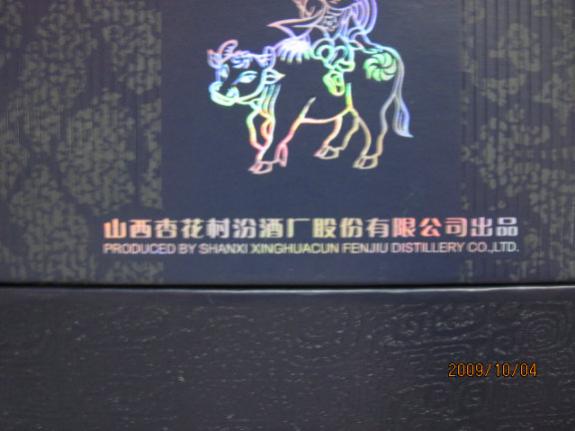 山西杏花村汾酒厂股份有限公司出品
PRODUCED BY SHANXI XINGHUACUN FENJIU DISTILLERY CO.,LTD.
2009/10/04